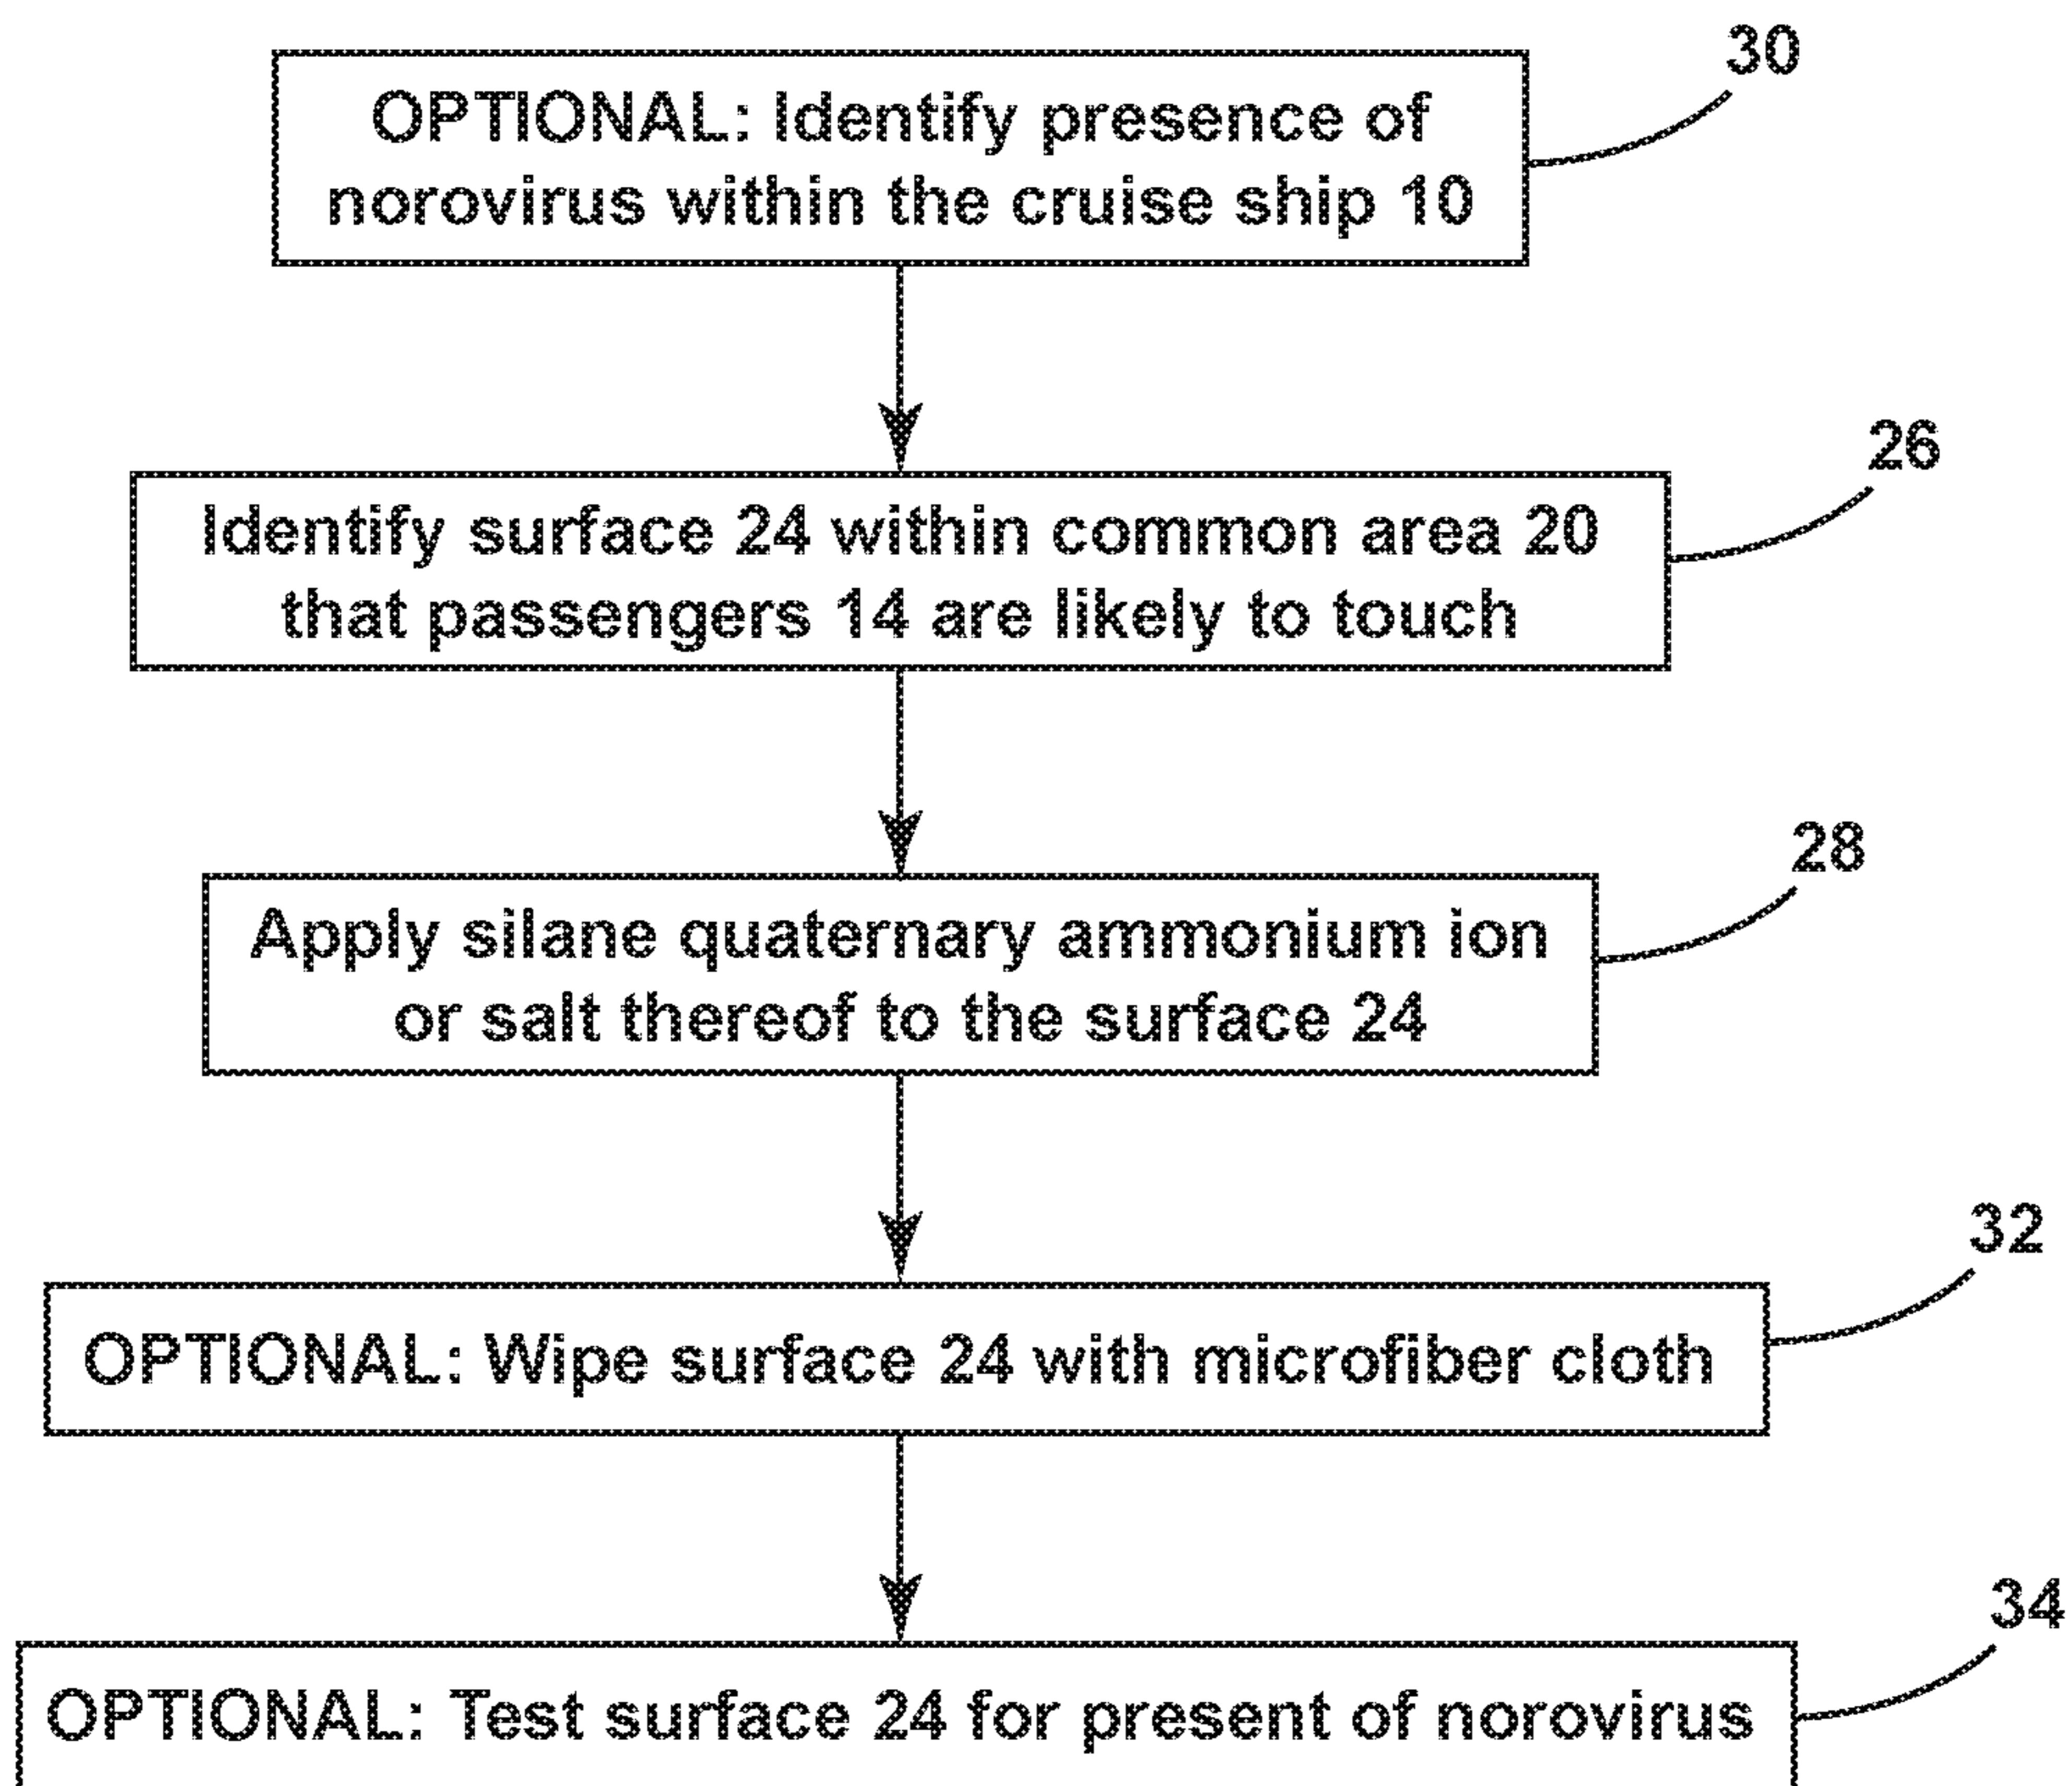 30
OPTIONAL: Identify presence of
norovirus within the cruise ship 10
26
Identify surface 24 within common area 20
that passengers 14 are likely to touch
28
Apply silane quaternary ammonium ion
or salt thereof to the surface 24
32
OPTIONAL: Wipe surface 24 with microfiber cloth
34
OPTIONAL: Test surface 24 for present of norovirus